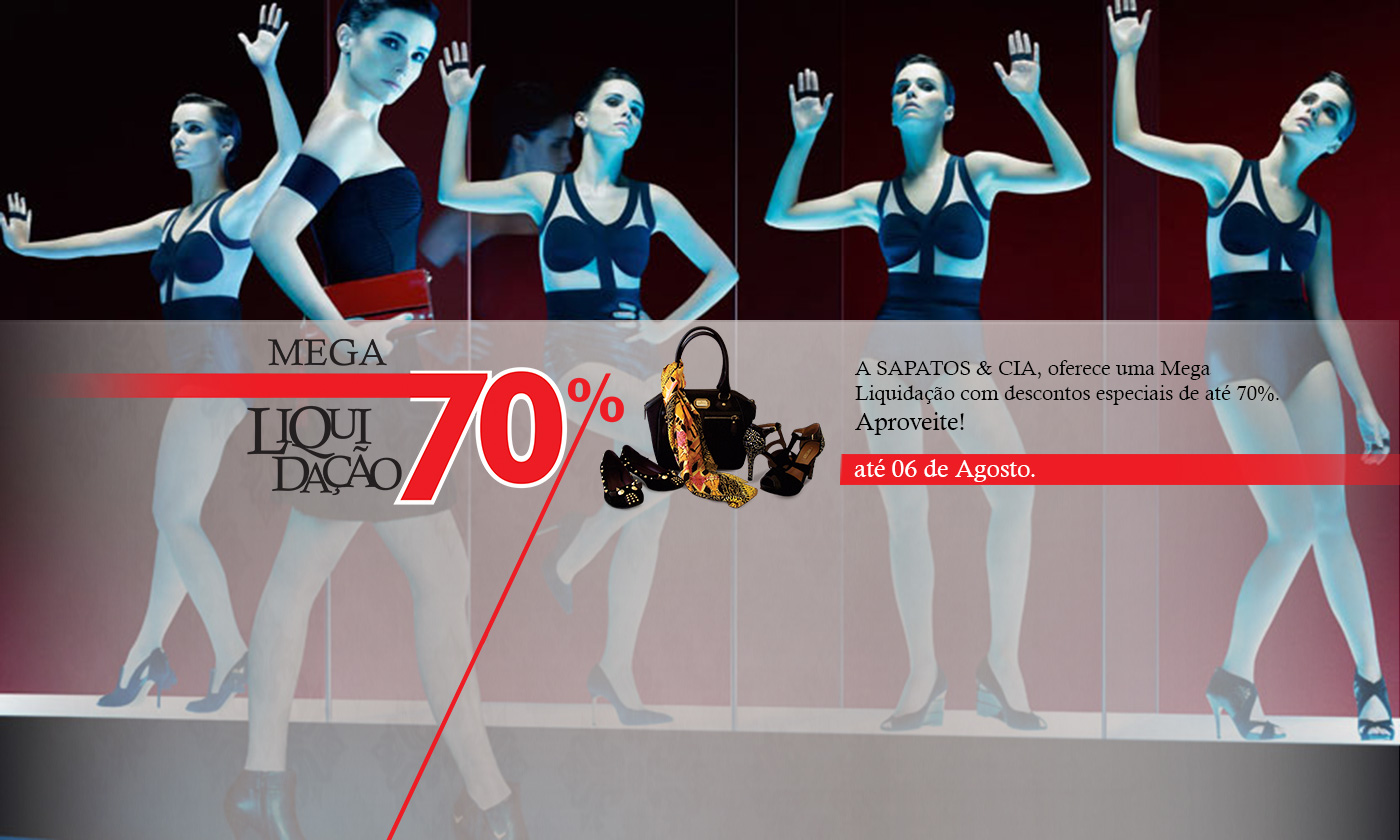 MEGA
LIQUI
DAÇÃO
70%
A SAPATOS & CIA, oferece uma Mega
Liquidação com descontos especiais de até 70%.
Aproveite!
até 06 de Agosto.